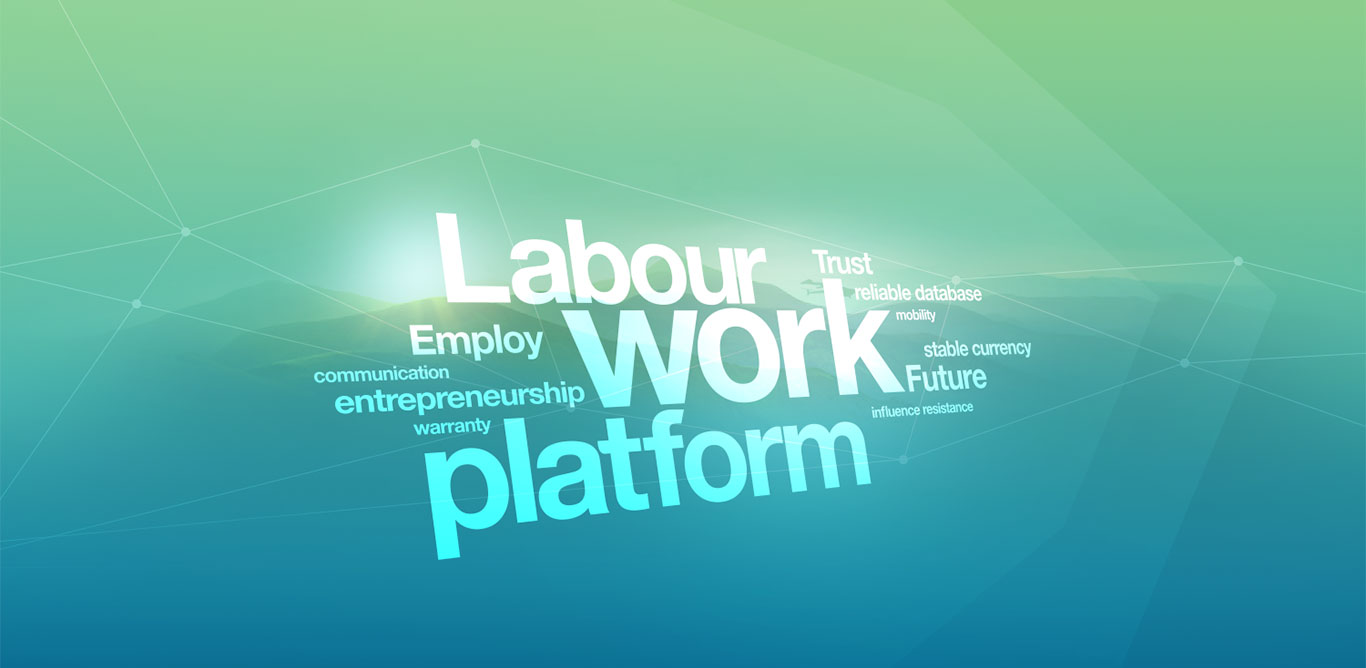 Labour
Trust
reliable database
work
mobility
Employ
stable currency
communication
Future
entrepreneurship
influence resistance
warranty
platform